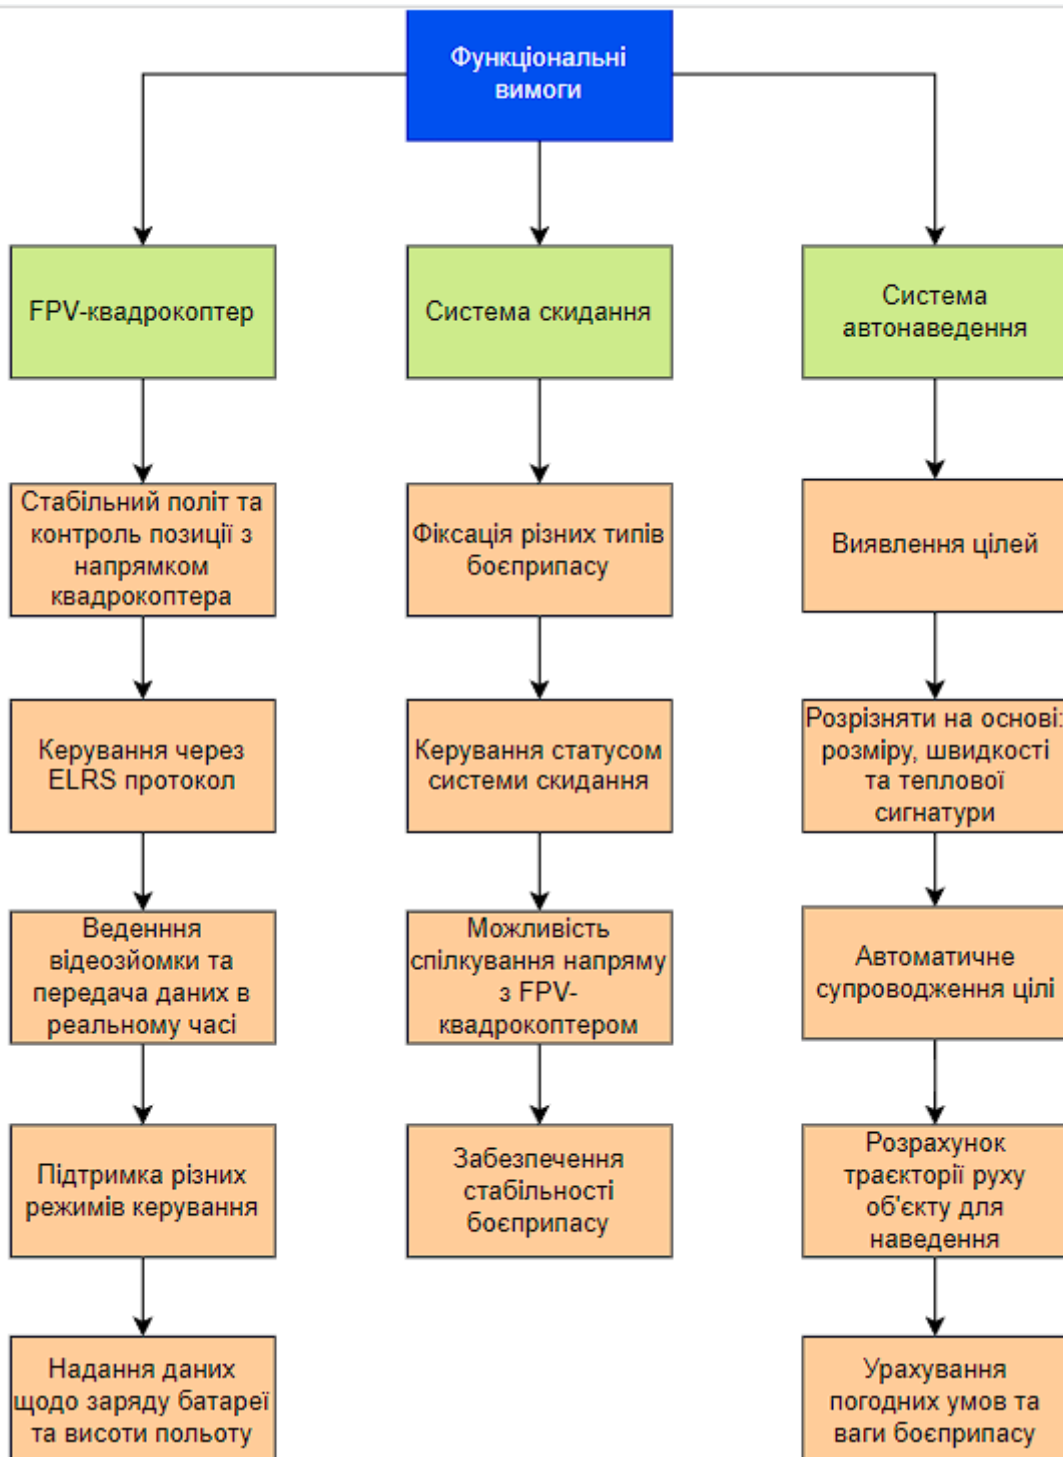 Функціональні
вимоги
FPV-квадрокоптер
Система скидання
Система
автонаведення
Стабільний політ та
контроль позиції з
напрямком
квадрокоптера
Фіксація різних типів
боєприпасу
Виявлення цілей
Керування через
ELRS протокол
Керування статусом
системи скидання
Розрізняти на основі:
розміру, швидкості
та теплової
сигнатури
Веденння
відеозйомки та
передача даних в
реальному часі
Можливість
спілкування напряму
з FPV-
квадрокоптером
Автоматичне
супроводження цілі
Підтримка різних
режимів керування
Забезпечення
стабільності
боєприпасу
Розрахунок
траєкторії руху
об'єкту для
наведення
Надання даних
щодо заряду батареї
та висоти польоту
Урахування
погодних умов та
ваги боєприпасу